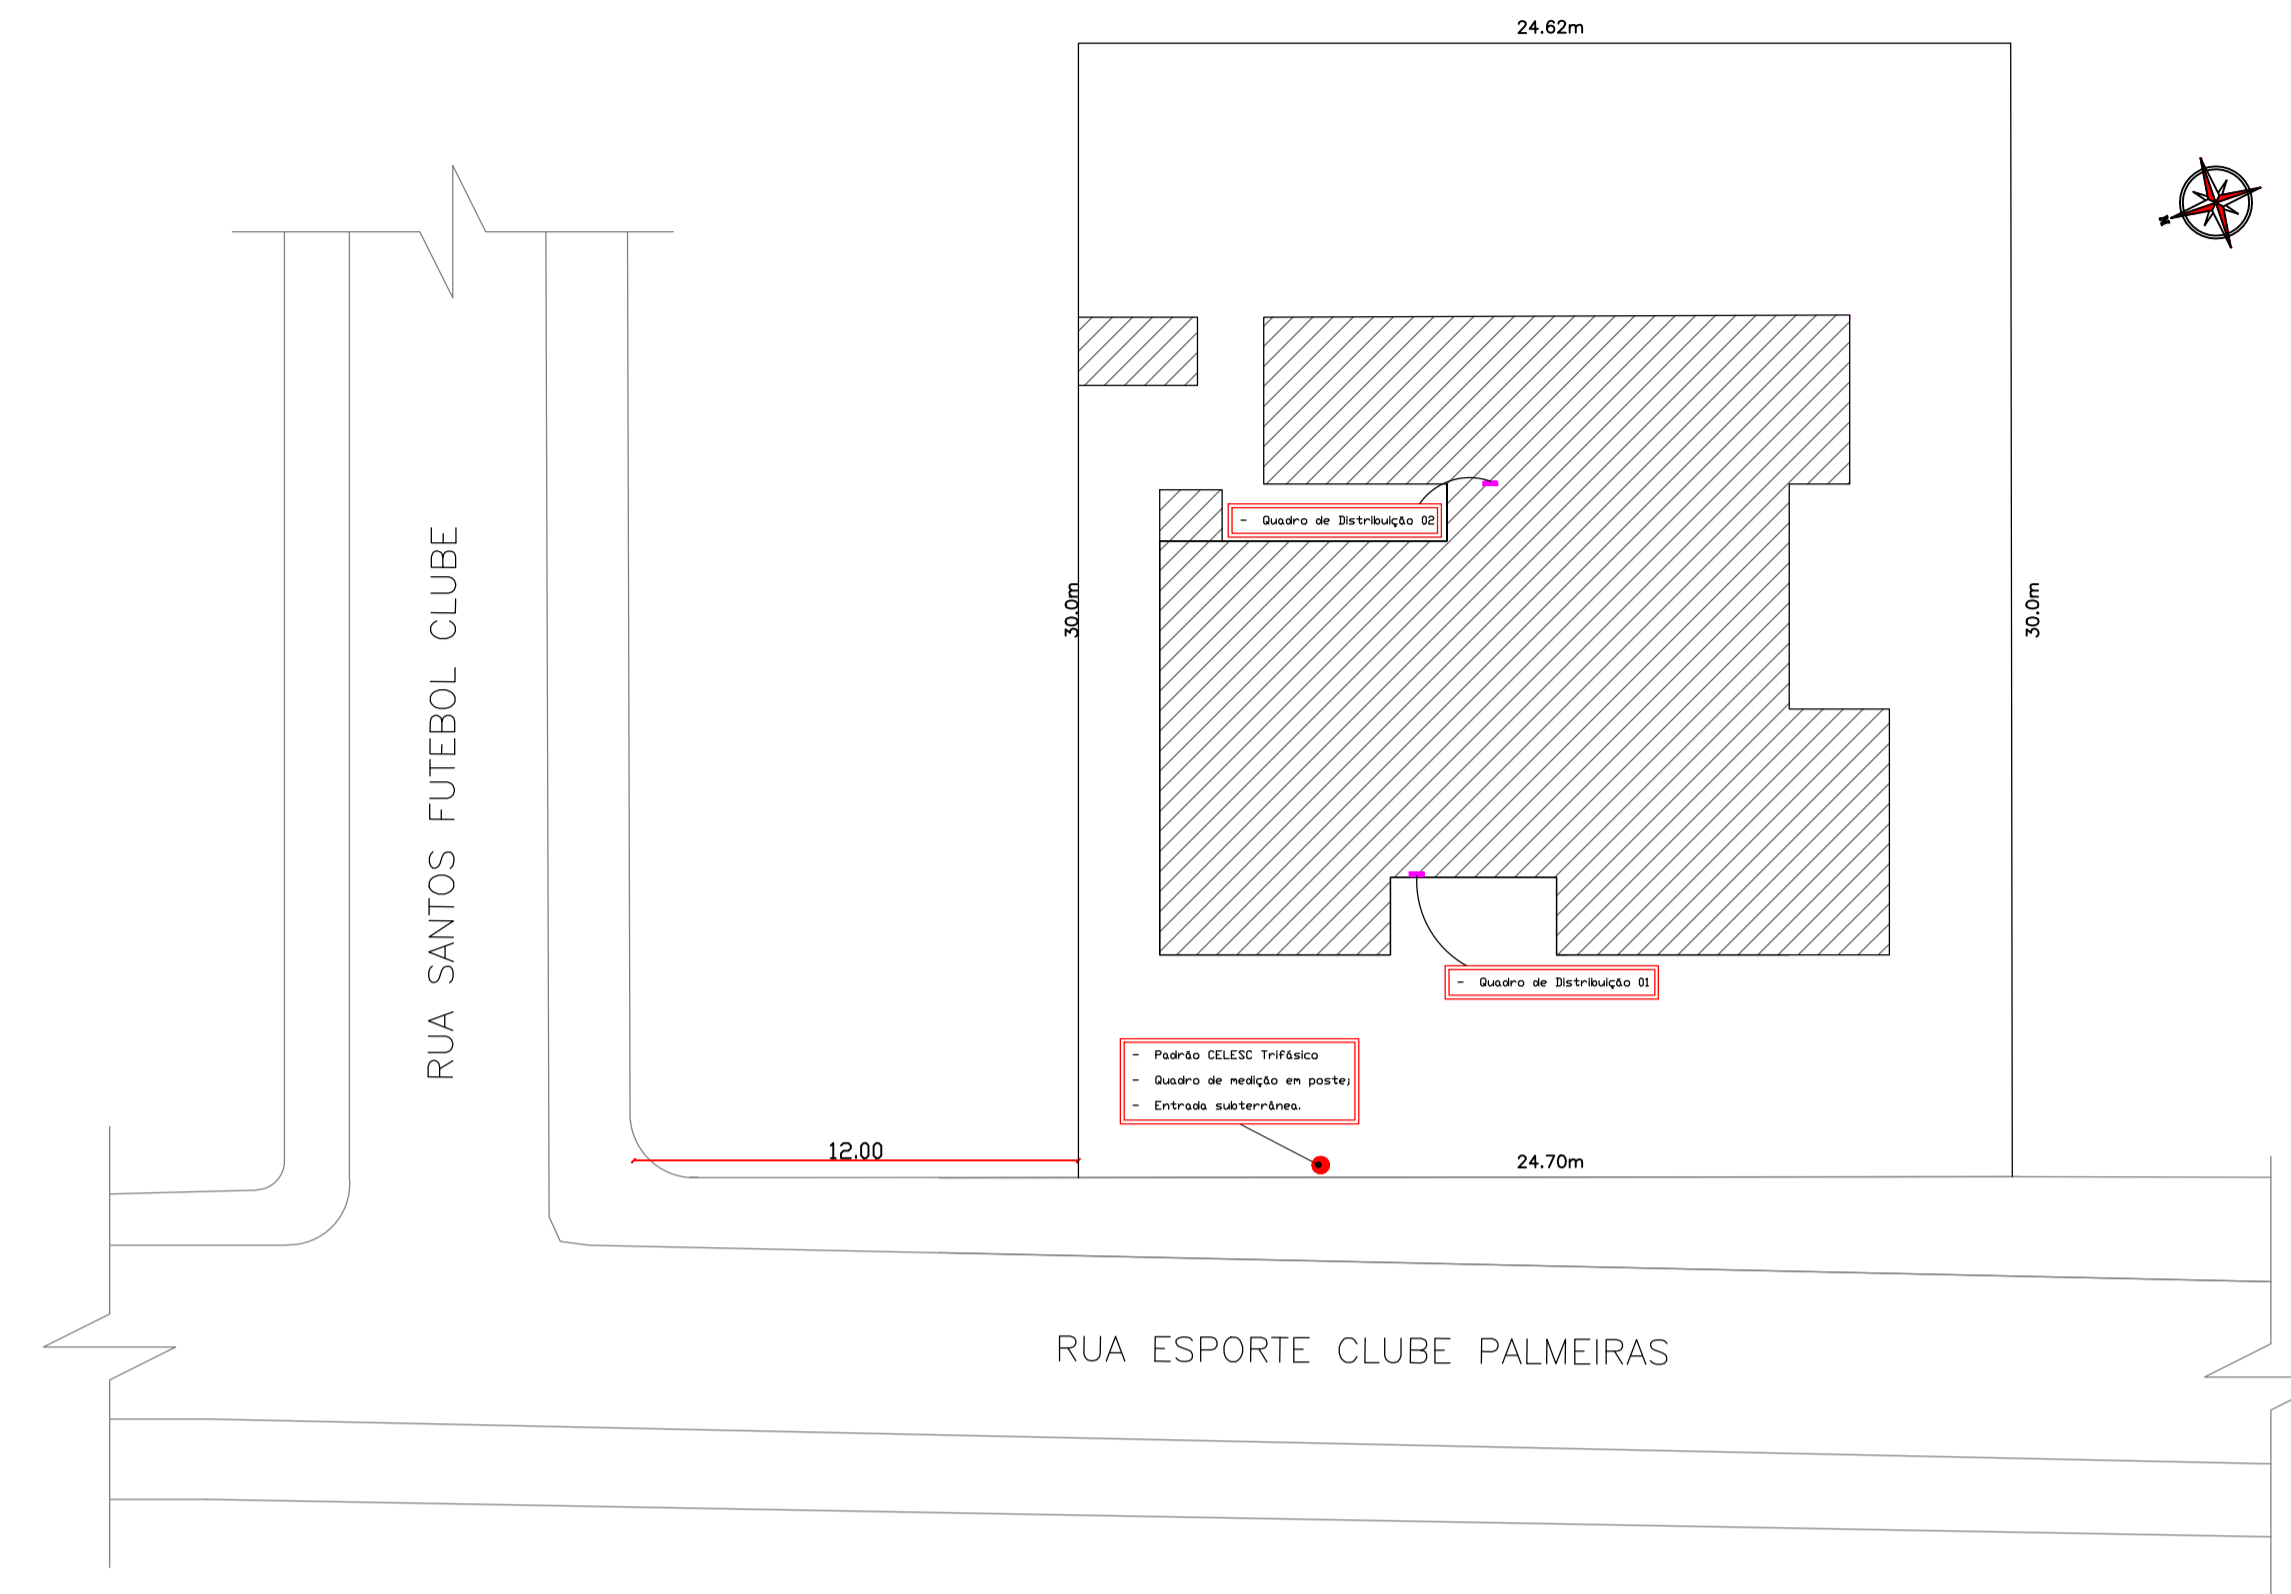 24.62m
N
- Quadro de Distribuição 02
30.0m
30.0m
RUA SANTOS FUTEBOL CLUBE
- Quadro de Distribuição 01
- Padrão CELESC Trifásico
- Quadro de medição em poste;
- Entrada subterrânea.
12.00
24.70m
RUA ESPORTE CLUBE PALMEIRAS